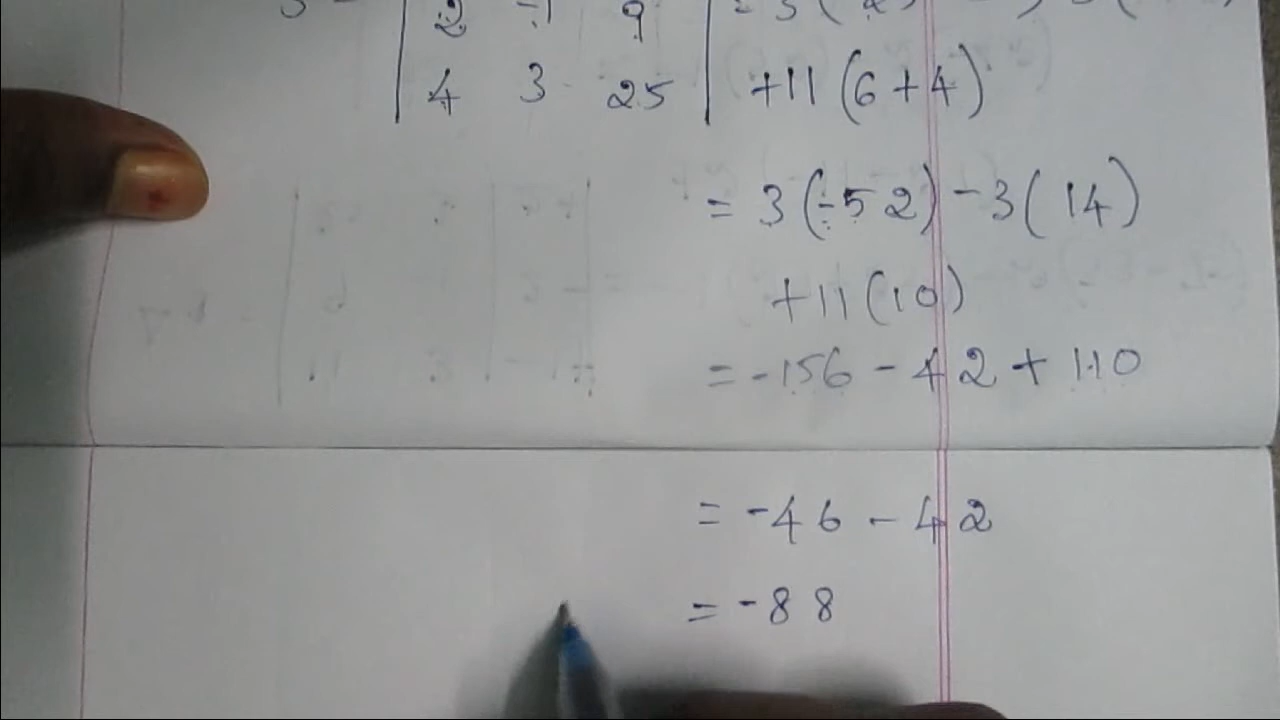 2 -1 9
4 3 25 +11 (6+4)
= 3(-52) -3(14)
+11(10)
= -156 - 42 + 110
= -46 - 42
= -88